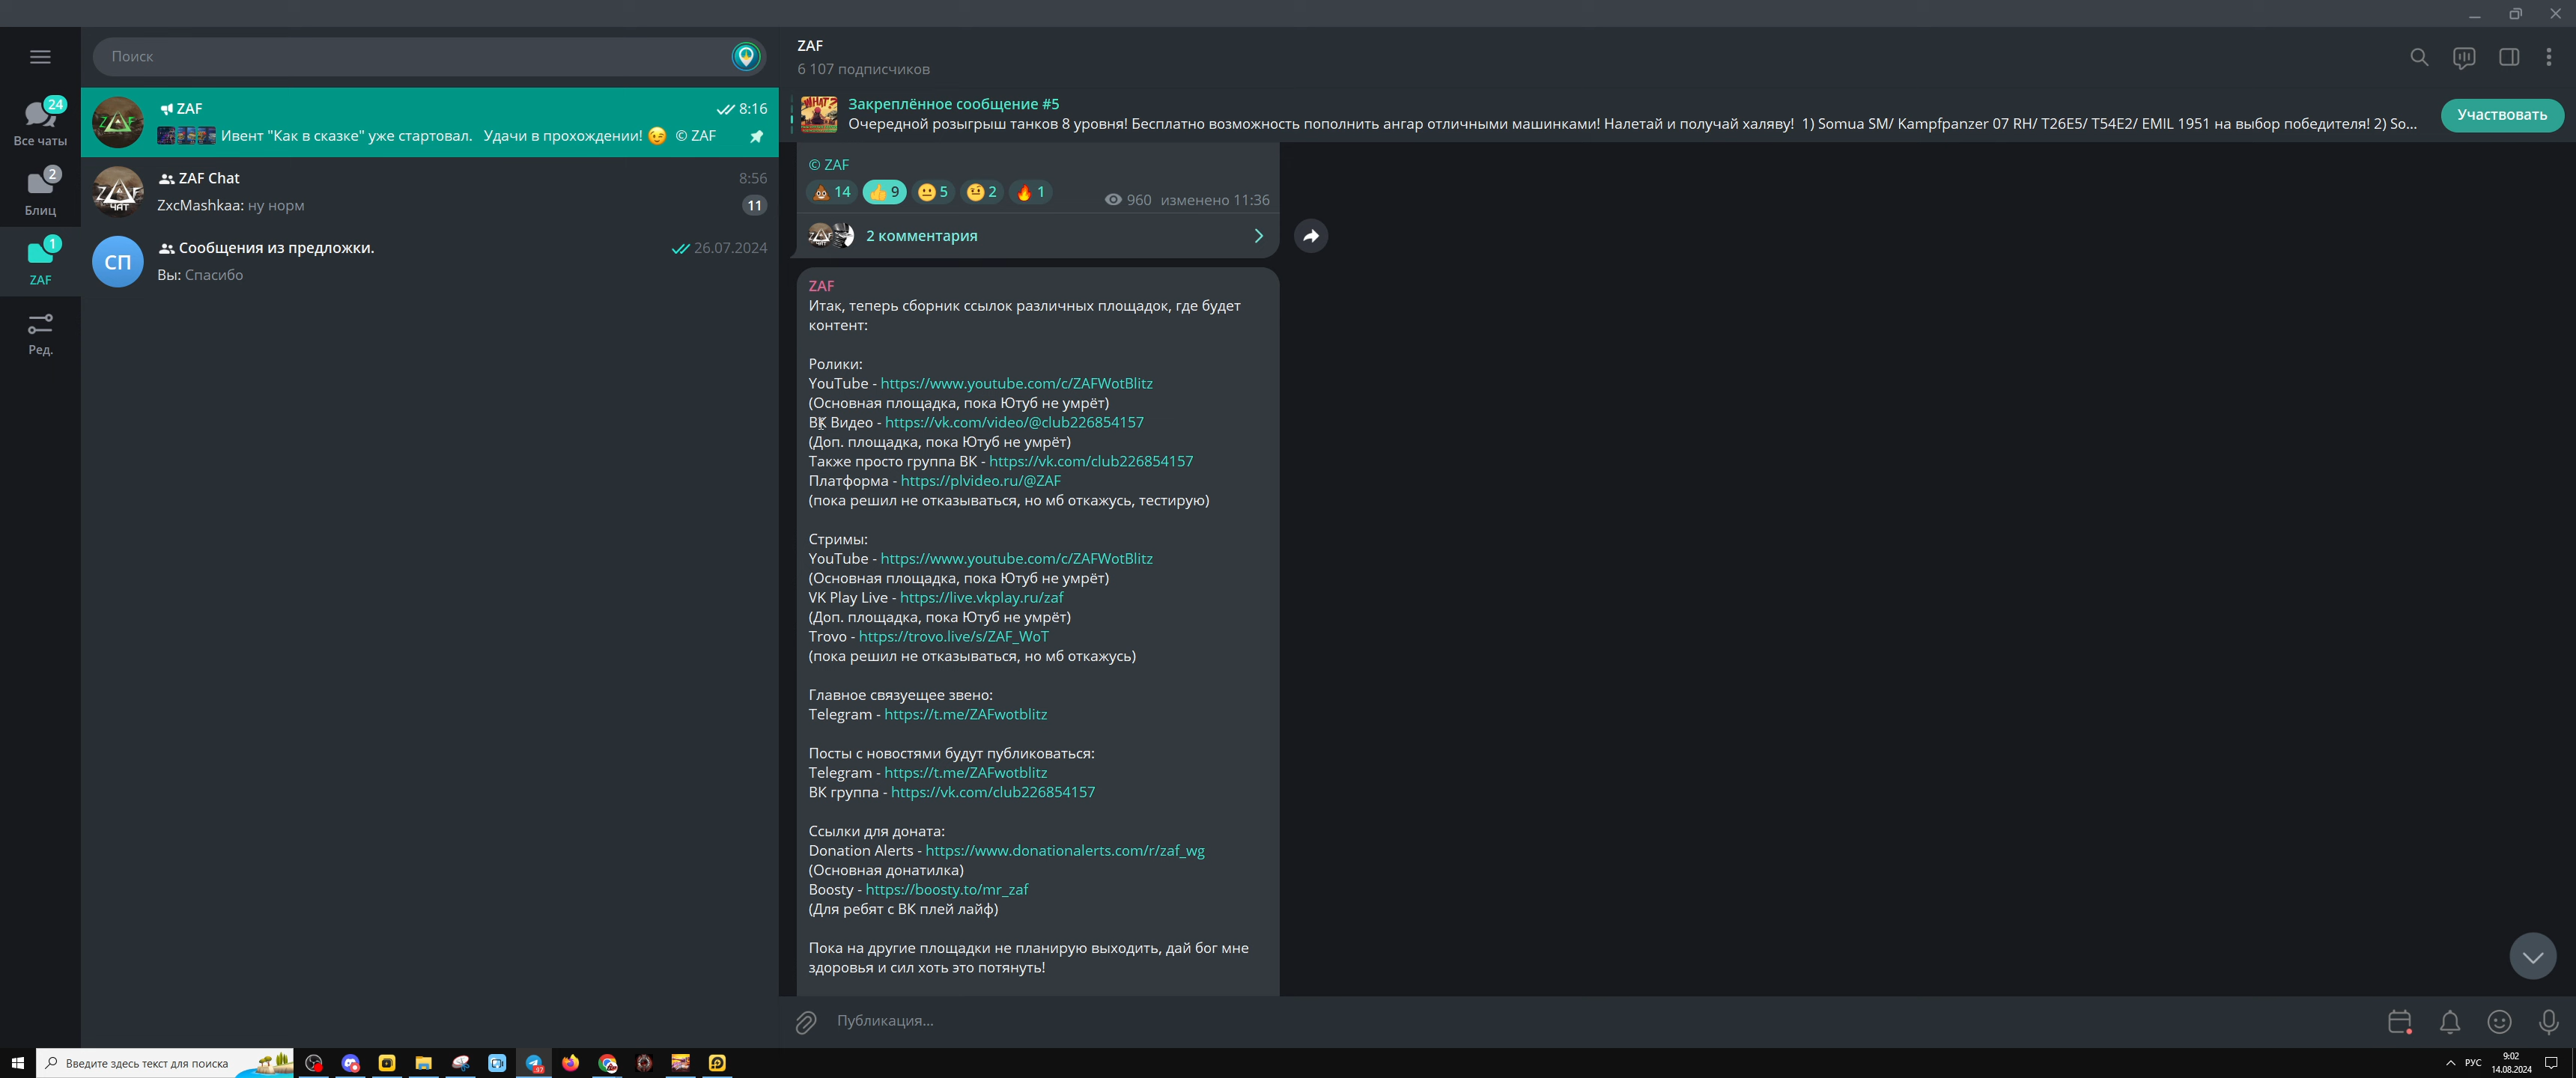 Поиск
24
Все чаты
2
Блиц
1
ZAF
Ред.
ZAF
8:16
Ивент "Как в сказке" уже стартовал. Удачи в прохождении! 😉 © ZAF
ZAF Chat
8:56
ZxcMashkaa: ну норм
11
СП
Сообщения из предложки.
26.07.2024
Вы: Спасибо
ZAF
6 107 подписчиков
Закреплённое сообщение #5
Очередной розыгрыш танков 8 уровня! Бесплатно возможность пополнить ангар отличными машинками! Налетай и получай халяву! 1) Somua SM/ Kampfpanzer 07 RH/ T26E5/ T54E2/ EMIL 1951 на выбор победителя! 2) So...
Участвовать
© ZAF
💩 14 👍 9 😐 5 🤨 2 🔥 1
960 изменено 11:36
2 комментария
ZAF
Итак, теперь сборник ссылок различных площадок, где будет
контент:
Ролики:
YouTube - https://www.youtube.com/c/ZAFWotBlitz
(Основная площадка, пока Ютуб не умрёт)
ВК Видео - https://vk.com/video/@club226854157
(Доп. площадка, пока Ютуб не умрёт)
Также просто группа ВК - https://vk.com/club226854157
Платформа - https://plvideo.ru/@ZAF
(пока решил не отказываться, но мб откажусь, тестирую)
Стримы:
YouTube - https://www.youtube.com/c/ZAFWotBlitz
(Основная площадка, пока Ютуб не умрёт)
VK Play Live - https://live.vkplay.ru/zaf
(Доп. площадка, пока Ютуб не умрёт)
Trovo - https://trovo.live/s/ZAF_WoT
(пока решил не отказываться, но мб откажусь)
Главное связуещее звено:
Telegram - https://t.me/ZAFwotblitz
Посты с новостями будут публиковаться:
Telegram - https://t.me/ZAFwotblitz
ВК группа - https://vk.com/club226854157
Ссылки для доната:
Donation Alerts - https://www.donationalerts.com/r/zaf_wg
(Основная донатилка)
Boosty - https://boosty.to/mr_zaf
(Для ребят с ВК плей лайф)
Пока на другие площадки не планирую выходить, дай бог мне
здоровья и сил хоть это потянуть!
Публикация...
Введите здесь текст для поиска
РУС
9:02
14.08.2024